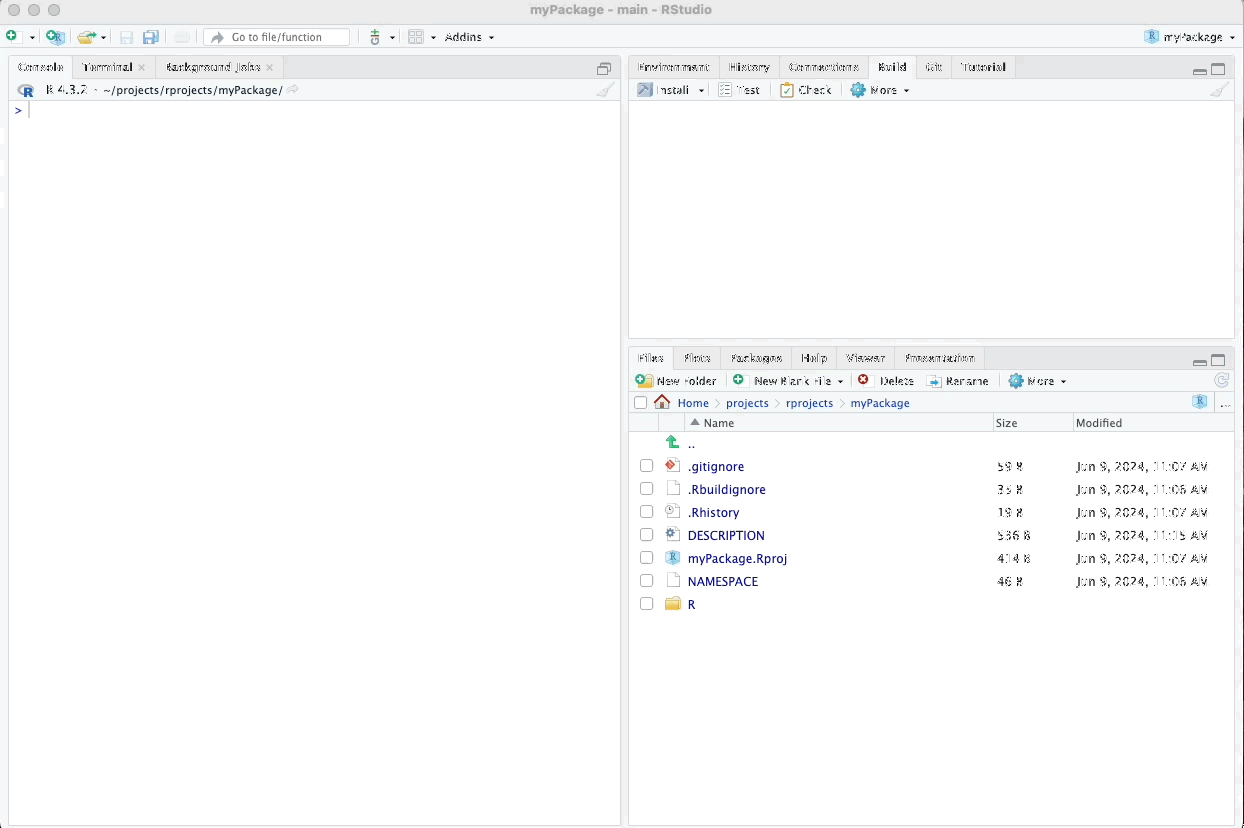 myPackage - main - RStudio
Go to file/function
Addins
myPackage
Console Terminal Background Jobs
R 4.3.2 · ~/projects/rprojects/myPackage/
>
Environment History Connections Build Git Tutorial
Install Test Check More
Files Plots Packages Help Viewer Presentation
New Folder New Blank File Delete Rename More
Home projects rprojects myPackage ...
Name Size Modified
..
.gitignore 59 B Jun 9, 2024, 11:07 AM
.Rbuildignore Jun 9, 2024, 11:06 AM
.Rhistory 19 B Jun 9, 2024, 11:07 AM
DESCRIPTION 536 B Jun 9, 2024, 11:15 AM
myPackage.Rproj 414 B Jun 9, 2024, 11:07 AM
NAMESPACE 46 B Jun 9, 2024, 11:06 AM
R